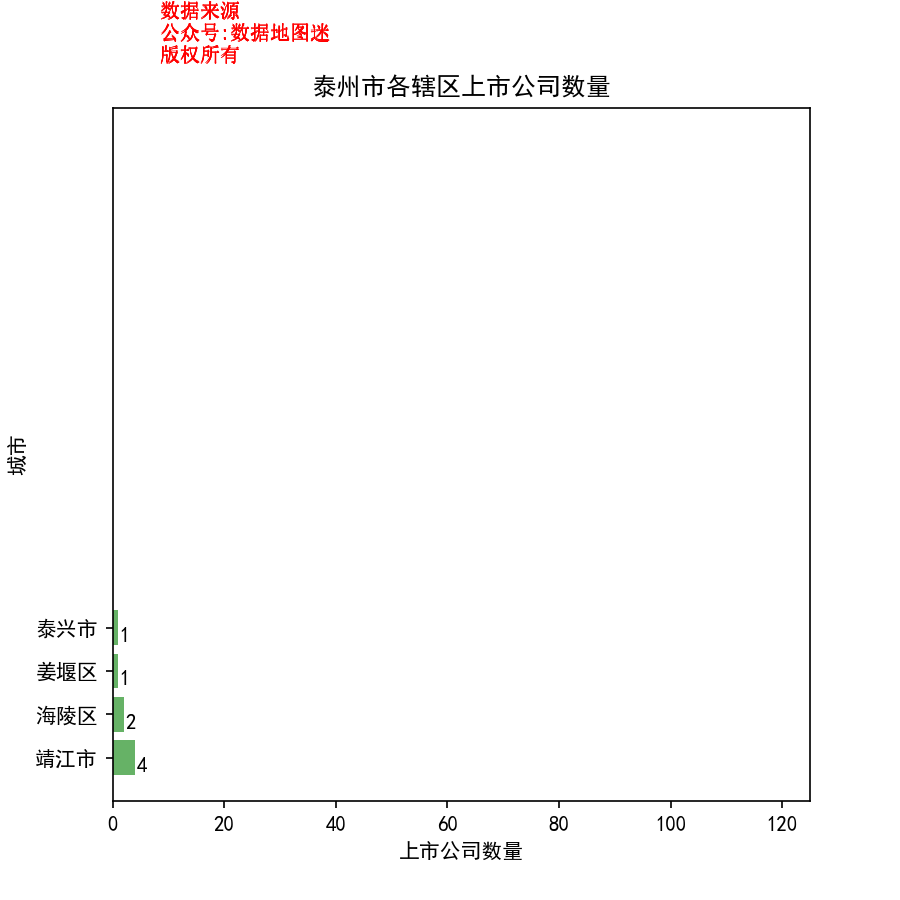 数据来源
公众号:数据地图迷
版权所有
泰州市各辖区上市公司数量
城市
泰兴市 1
姜堰区 1
海陵区 2
靖江市 4
0 20 40 60 80 100 120
上市公司数量